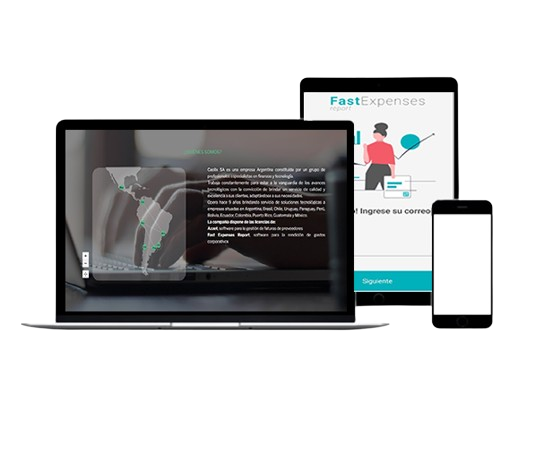 FastExpenses
report
al
o! Ingrese su correo
Siguiente
SOMOS?
SA es una empresa Argentina constituida por un grupo de
profesionales especialistas en finanzas y tecnología.
Trabaja constantemente para estar a la vanguardia de los avances
tecnológicos con la convicción de brindar un servicio de calidad y
excelencia a sus clientes, adaptándose a sus necesidades.
Opera hace 5 años brindando servicio de soluciones tecnológicas a
empresas situadas en Argentina, Brasil, Chile, Uruguay, Paraguay, Perú,
Bolivia, Ecuador, Colombia, Puerto Rico, Guatemala y México.
La compañía dispone de las licencias de:
software para la gestión de facturas de proveedores
Fast Expenses Report: software para la rendición de gastos
corporativos